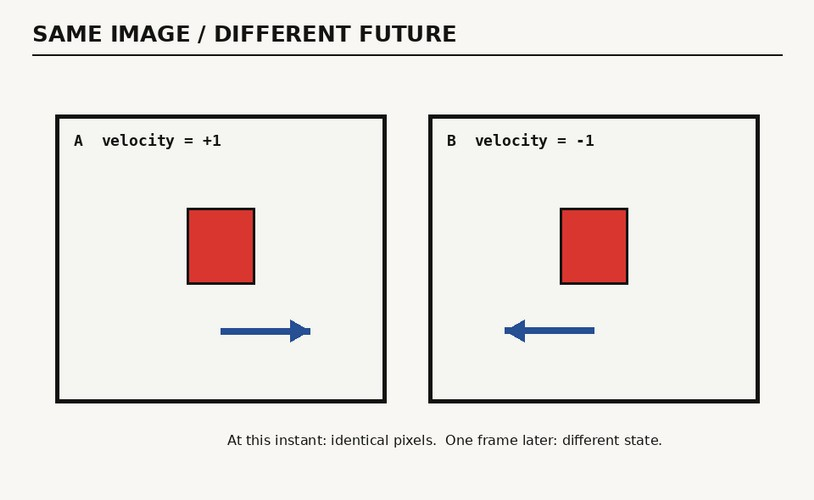 SAME IMAGE / DIFFERENT FUTURE
A  velocity = +1
B  velocity = -1
At this instant: identical pixels.  One frame later: different state.